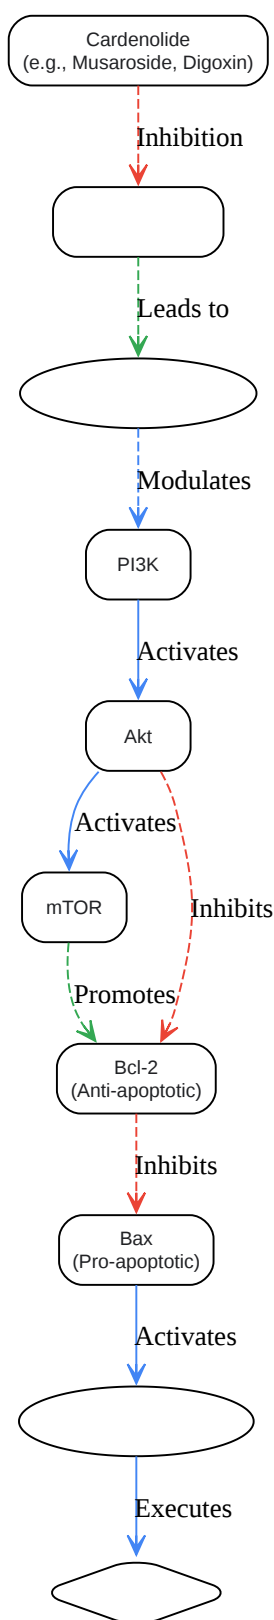 Cardenolide
(e.g., Musaroside, Digoxin)
Inhibition
Leads to
Modulates
PI3K
Activates
Akt
Activates
Inhibits
mTOR
Promotes
Bcl-2
(Anti-apoptotic)
Inhibits
Bax
(Pro-apoptotic)
Activates
Executes